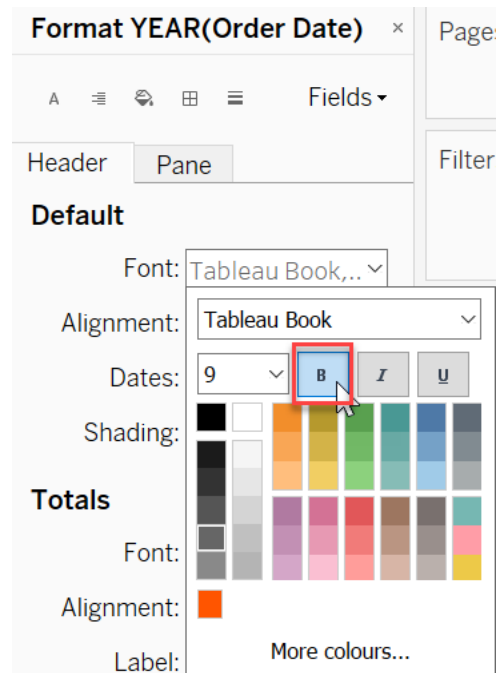 Format YEAR(Order Date) ×
Pages
A Fields
Header Pane
Filter
Default
Font: Tableau Book,..
Alignment: Tableau Book
Dates: 9 B I U
Shading:
Totals
Font:
Alignment:
Label: More colours...